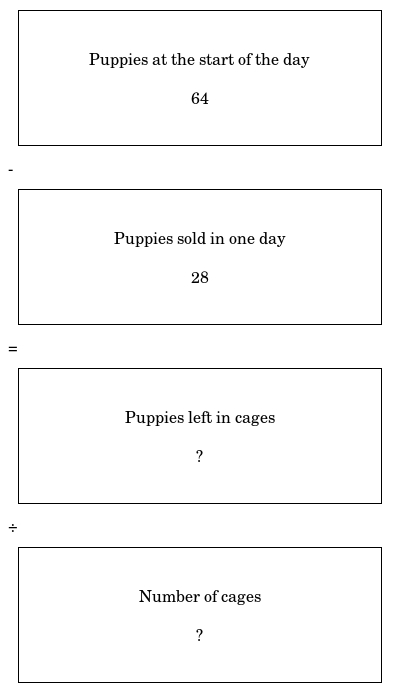 Puppies at the start of the day
64
-
Puppies sold in one day
28
=
Puppies left in cages
?
÷
Number of cages
?